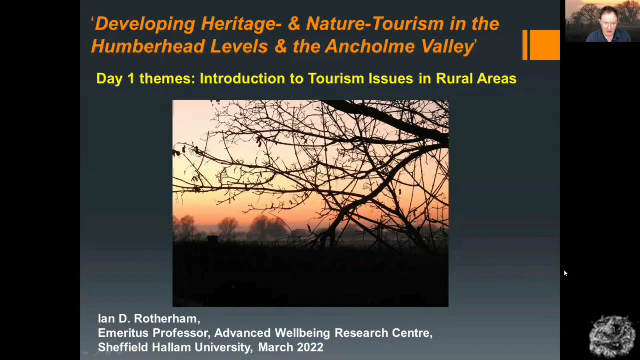 ‘Developing Heritage- & Nature-Tourism in the
Humberhead Levels & the Ancholme Valley’
Day 1 themes: Introduction to Tourism Issues in Rural Areas
Ian D. Rotherham,
Emeritus Professor, Advanced Wellbeing Research Centre,
Sheffield Hallam University, March 2022